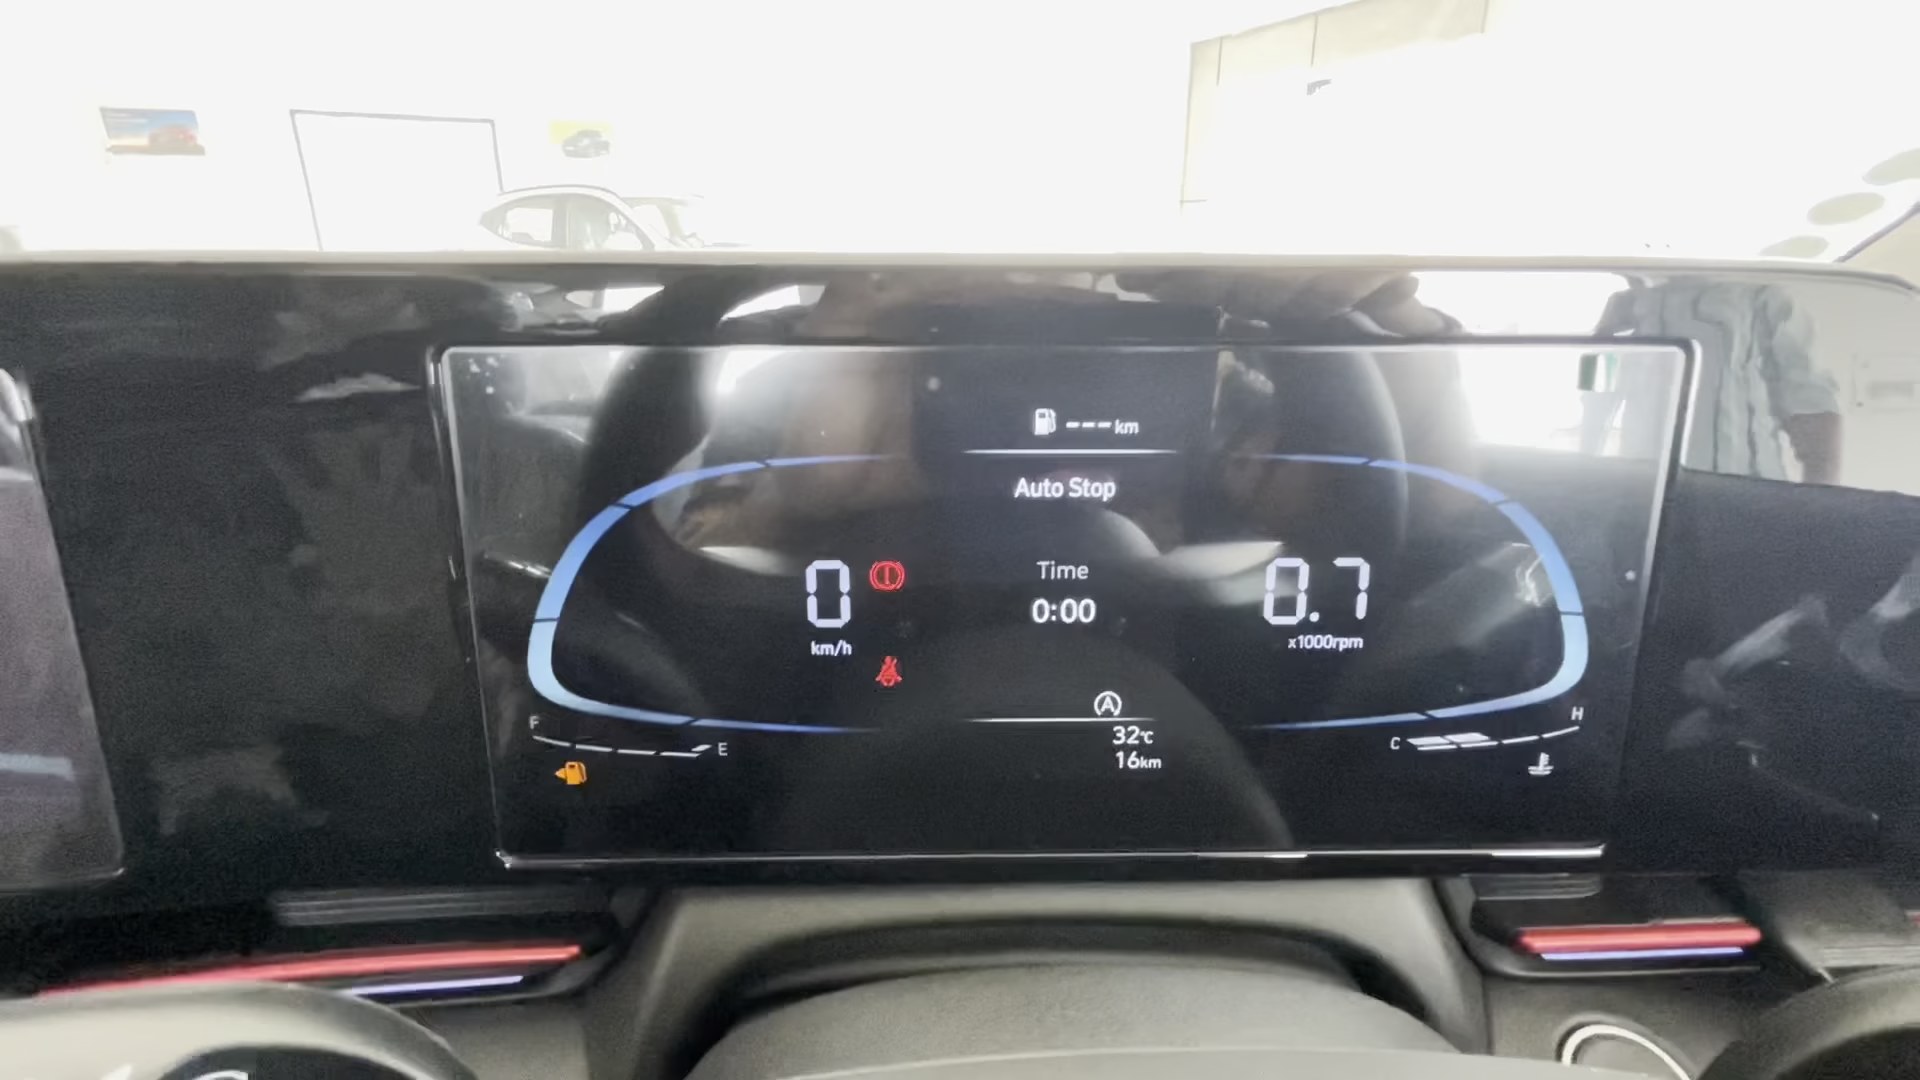 --- km
Auto Stop
0
km/h
Time
0:00
0.7
x1000rpm
F
E
A
32°C
16km
C
H